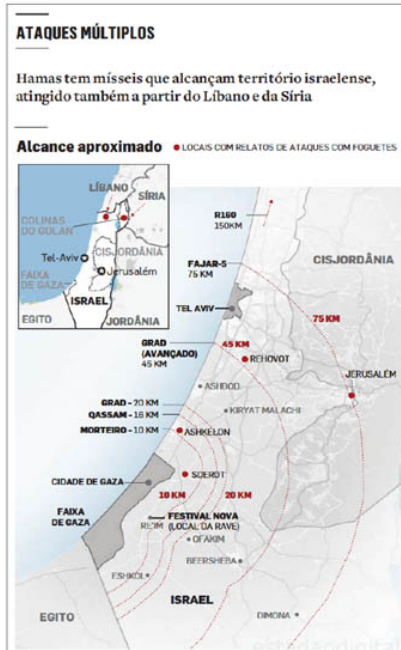 ATAQUES MÚLTIPLOS
Hamas tem mísseis que alcançam território israelense,
atingido também a partir do Líbano e da Síria
Alcance aproximado
LOCAIS COM RELATOS DE ATAQUES COM FOGUETES
LÍBANO
SÍRIA
COLINAS
DO GOLAN
CISJORDÂNIA
Tel-Aviv
Jerusalém
FAIXA
DE GAZA
ISRAEL
EGITO
JORDÂNIA
R160
150KM
FAJAR-5
75 KM
CISJORDÂNIA
TEL AVIV
75 KM
GRAD
(AVANÇADO)
45 KM
45 KM
REHOVOT
JERUSALÉM
ASHDOD
GRAD - 20 KM
QASSAM - 16 KM
MORTEIRO - 10 KM
KIRYAT MALACHI
ASHKELON
CIDADE DE GAZA
SDEROT
10 KM
20 KM
FAIXA
DE GAZA
FESTIVAL NOVA
(LOCAL DA RAVE)
RE'IM
OFAKIM
BEERSHEBA
ESHKOL
ISRAEL
EGITO
DIMONA
estadaodigital